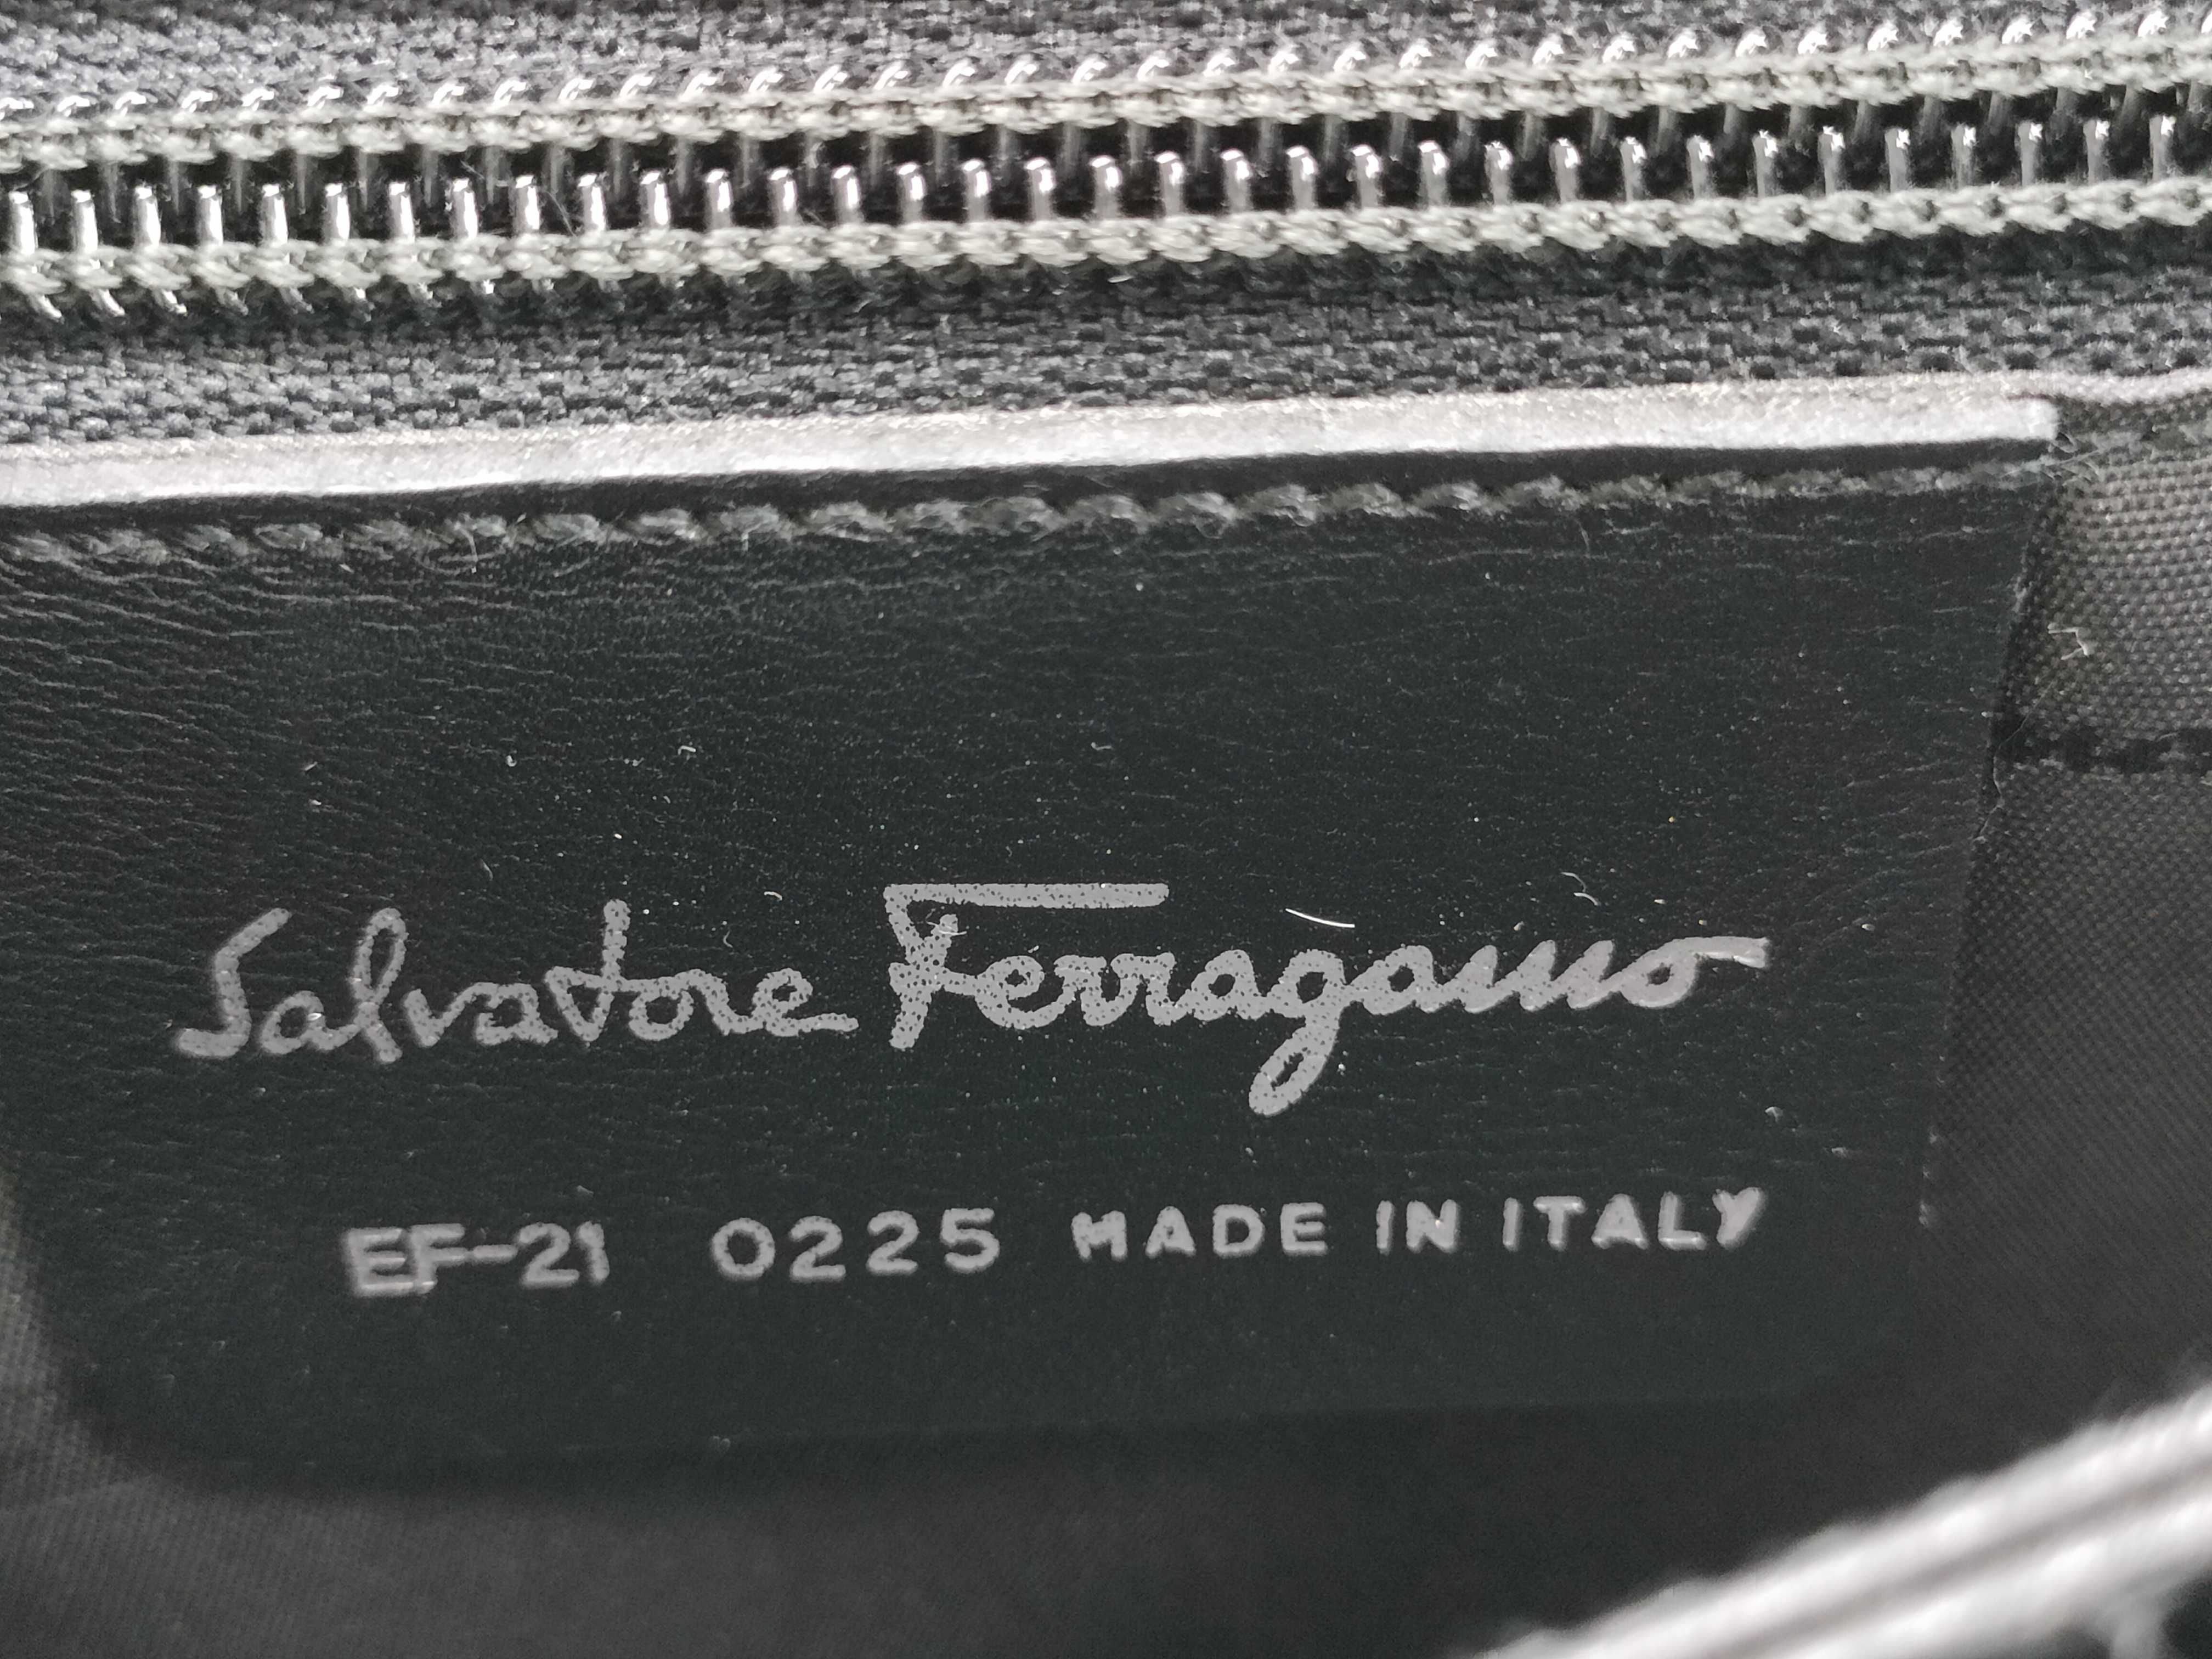 Salvatore Ferragamo
EF-21 0225 MADE IN ITALY